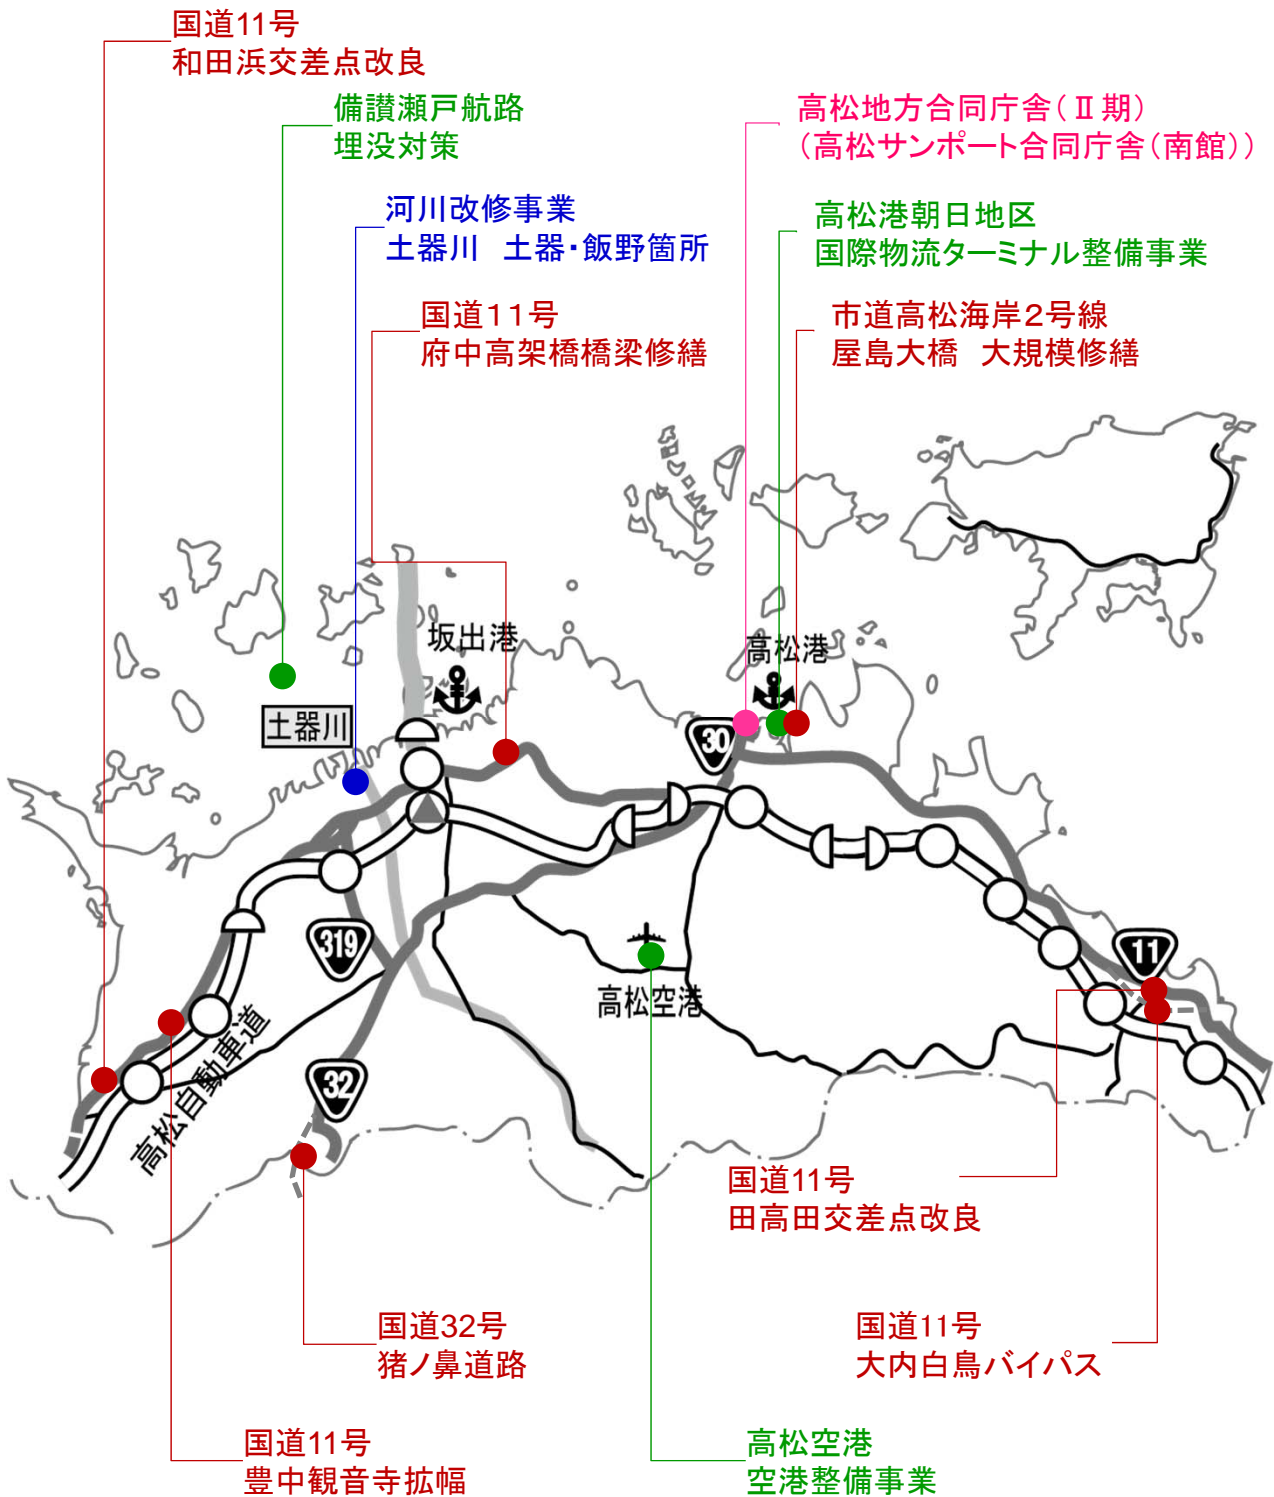 国道11号
和田浜交差点改良
備讃瀬戸航路
埋没対策
高松地方合同庁舎(Ⅱ期)
(高松サンポート合同庁舎(南館))
河川改修事業
土器川　土器・飯野箇所
高松港朝日地区
国際物流ターミナル整備事業
国道11号
府中高架橋橋梁修繕
市道高松海岸2号線
屋島大橋　大規模修繕
坂出港
高松港
土器川
30
319
11
高松空港
32
高松自動車道
国道11号
田高田交差点改良
国道32号
猪ノ鼻道路
国道11号
大内白鳥バイパス
国道11号
豊中観音寺拡幅
高松空港
空港整備事業